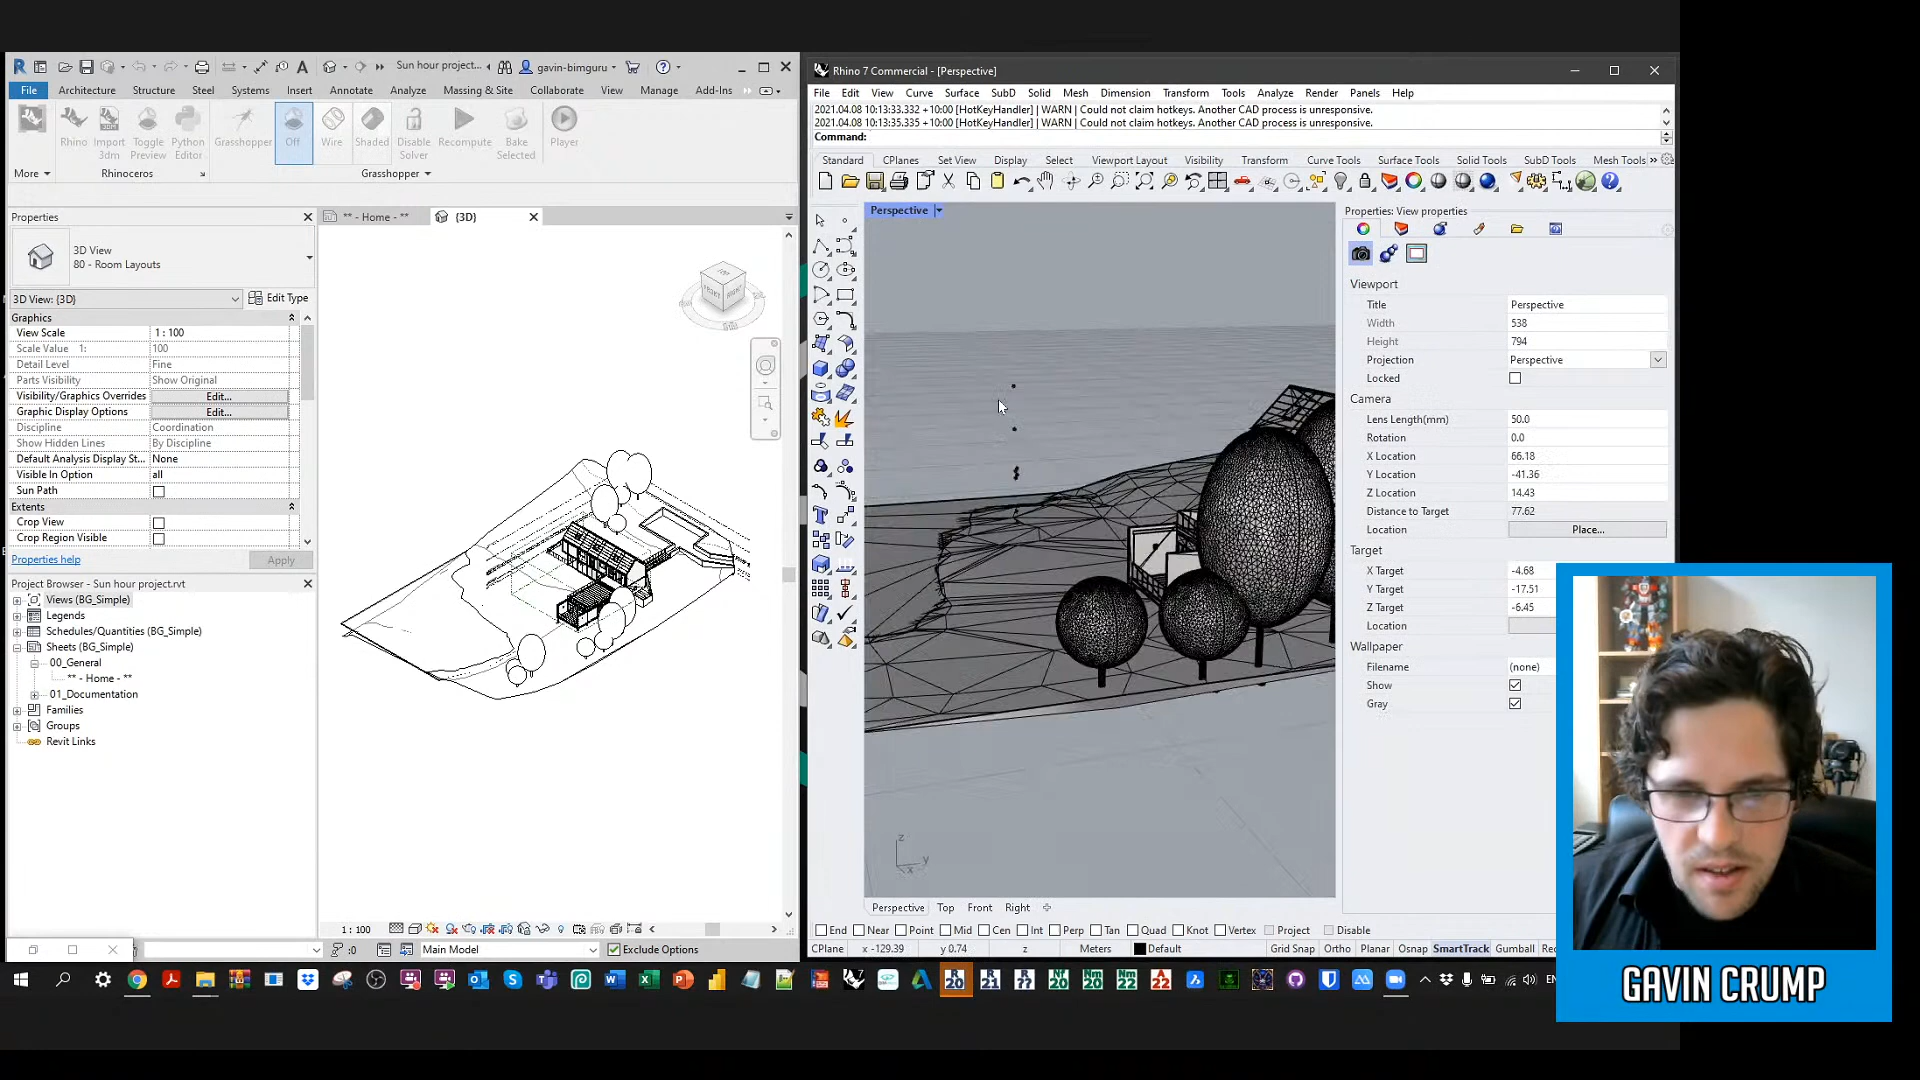 Sun hour project...
gavin-bimguru
File
Architecture
Structure
Steel
Systems
Insert
Annotate
Analyze
Massing & Site
Collaborate
View
Manage
Add-Ins
Rhino
Import 3dm
Toggle Preview
Python Editor
Grasshopper
Off
Wire
Shaded
Disable Solver
Recompute
Bake Selected
Player
More
Rhinoceros
Grasshopper
Properties
** - Home - **
{3D}
3D View
80 - Room Layouts
3D View: {3D}
Edit Type
Graphics
View Scale 1 : 100
Scale Value 1: 100
Detail Level Fine
Parts Visibility Show Original
Visibility/Graphics Overrides Edit...
Graphic Display Options Edit...
Discipline Coordination
Show Hidden Lines By Discipline
Default Analysis Display St... None
Visible In Option all
Sun Path
Extents
Crop View
Crop Region Visible
Properties help
Apply
Project Browser - Sun hour project.rvt
Views (BG_Simple)
Legends
Schedules/Quantities (BG_Simple)
Sheets (BG_Simple)
00_General
** - Home - **
01_Documentation
Families
Groups
Revit Links
TOP
FRONT
RIGHT
1 : 100
:0
Main Model
Exclude Options
Rhino 7 Commercial - [Perspective]
File Edit View Curve Surface SubD Solid Mesh Dimension Transform Tools Analyze Render Panels Help
2021.04.08 10:13:33.332 +10:00 [HotKeyHandler] | WARN | Could not claim hotkeys. Another CAD process is unresponsive.
2021.04.08 10:13:35.335 +10:00 [HotKeyHandler] | WARN | Could not claim hotkeys. Another CAD process is unresponsive.
Command:
Standard CPlanes Set View Display Select Viewport Layout Visibility Transform Curve Tools Surface Tools Solid Tools SubD Tools Mesh Tools
Perspective
z
y
x
Properties: View properties
Viewport
Title Perspective
Width 538
Height 794
Projection Perspective
Locked
Camera
Lens Length(mm) 50.0
Rotation 0.0
X Location 66.18
Y Location -41.36
Z Location 14.43
Distance to Target 77.62
Location Place...
Target
X Target -4.68
Y Target -17.51
Z Target -6.45
Location
Wallpaper
Filename (none)
Show
Gray
Perspective Top Front Right
End Near Point Mid Cen Int Perp Tan Quad Knot Vertex Project Disable
CPlane x -129.39 y 0.74 z Meters Default Grid Snap Ortho Planar Osnap SmartTrack Gumball Rec
GAVIN CRUMP